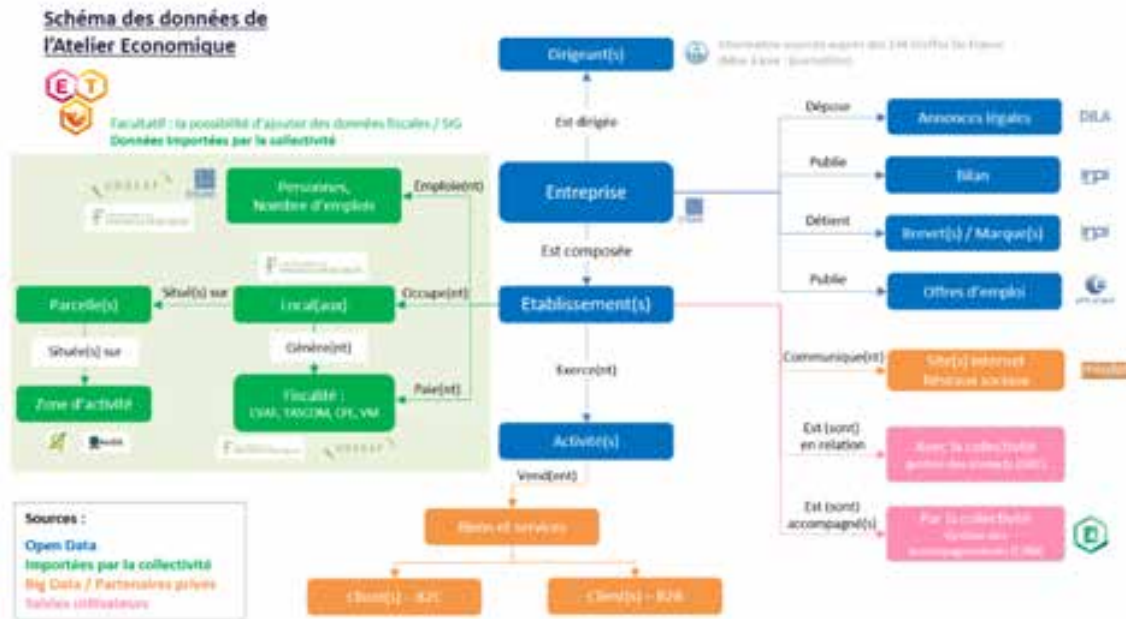 Schéma des données de
l'Atelier Economique
E T
Facultatif : la possibilité d'ajouter des données fiscales / SIG
Données importées par la collectivité
Dirigeant(s)
Est dirigée
Entreprise
Est composée
Etablissement(s)
Exerce(nt)
Activité(s)
Vend(ent)
Biens et services
Client(s) – B2C
Client(s) – B2B
Dépose
Annonces légales
DILA
Publie
Bilan
inpi
Détient
Brevet(s) / Marque(s)
inpi
Publie
Offres d'emploi
Communique(nt)
Site(s) internet
Réseaux sociaux
Est (sont)
en relation
Avec la collectivité
Est (sont)
accompagné(s)
Par la collectivité
Emploie(nt)
Personnes,
Nombre d'emplois
URSSAF
Occupe(nt)
Local(aux)
Situé(s) sur
Parcelle(s)
Située(s) sur
Zone d'activité
Génère(nt)
Paie(nt)
Fiscalité :
CVAE, TASCOM, CFE, VM
URSSAF
Sources :
Open Data
Importées par la collectivité
Big Data / Partenaires privés
Saisies utilisateurs